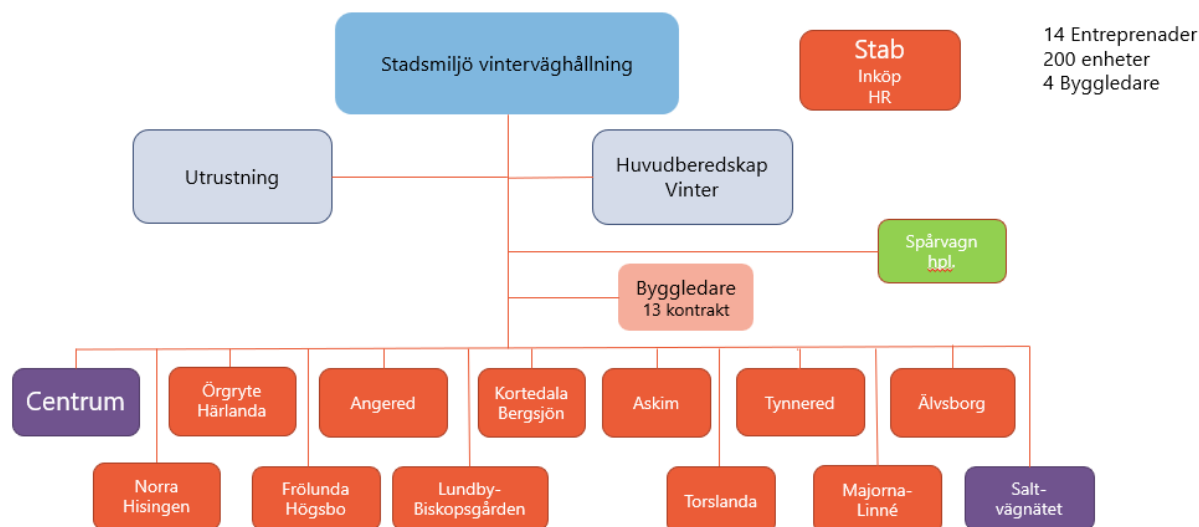 Stadsmiljö vinterväghållning
Stab
Inköp
HR
14 Entreprenader
200 enheter
4 Byggledare
Utrustning
Huvudberedskap
Vinter
Spårvagn
hpl.
Byggledare
13 kontrakt
Centrum
Örgryte
Härlanda
Angered
Kortedala
Bergsjön
Askim
Tynnered
Älvsborg
Norra
Hisingen
Frölunda
Högsbo
Lundby-
Biskopsgården
Torslanda
Majorna-
Linné
Salt-
vägnätet